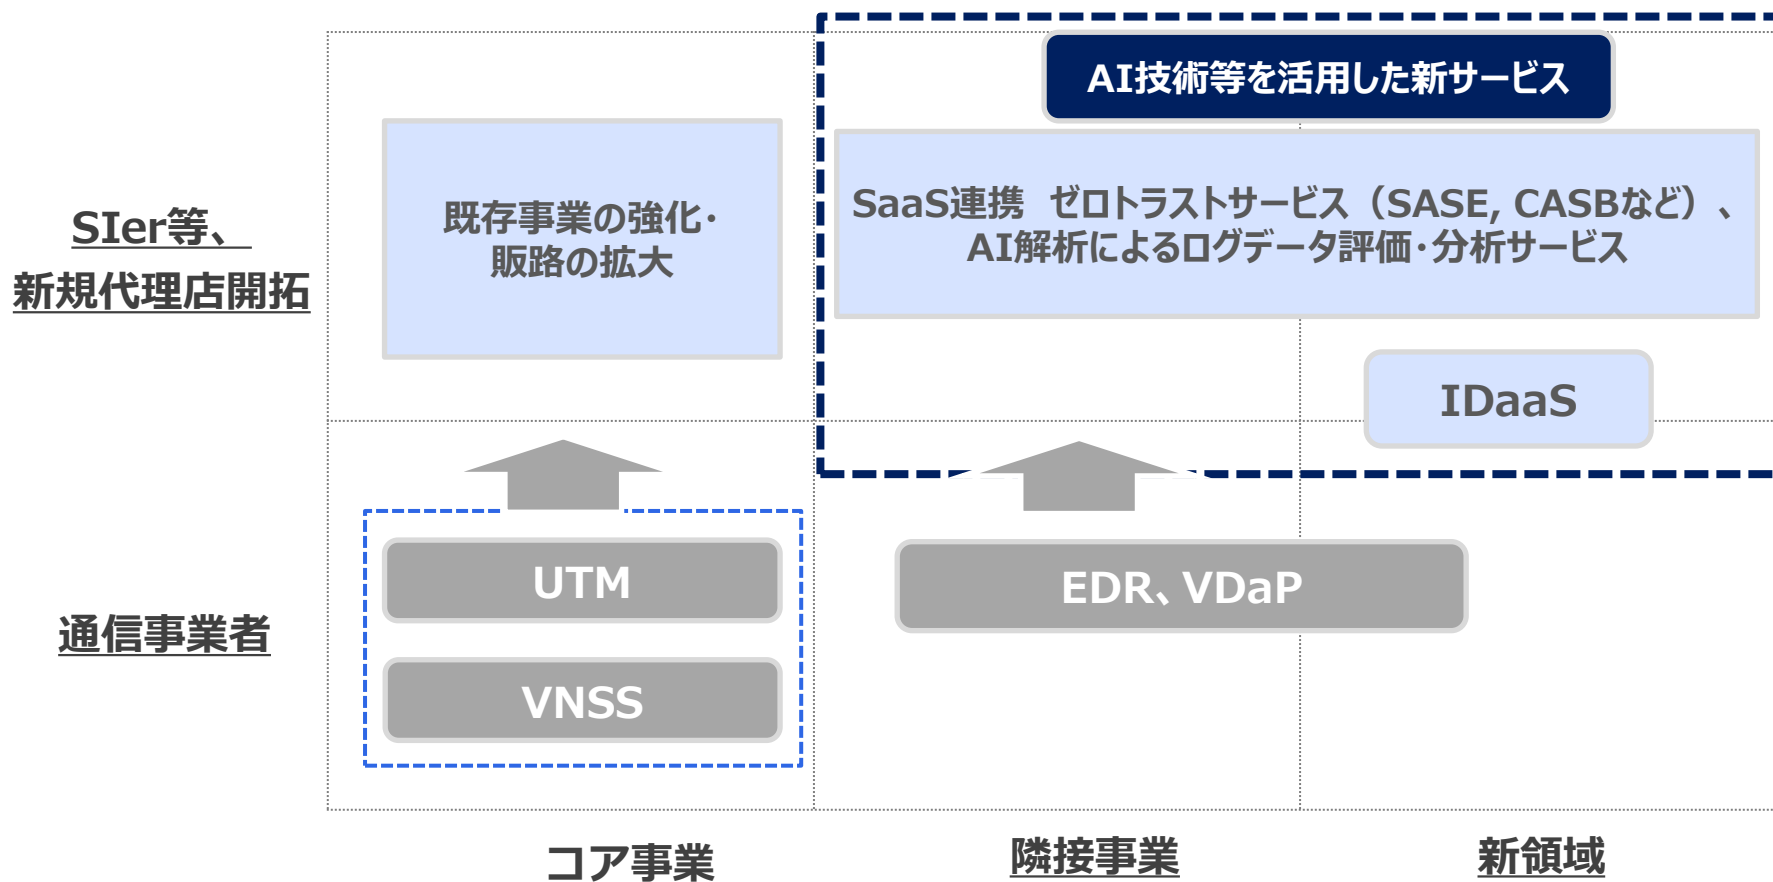 AI技術等を活用した新サービス
SIer等、
新規代理店開拓
既存事業の強化・
販路の拡大
SaaS連携　ゼロトラストサービス（SASE, CASBなど）、
AI解析によるログデータ評価・分析サービス
IDaaS
通信事業者
UTM
VNSS
EDR、VDaP
コア事業
隣接事業
新領域